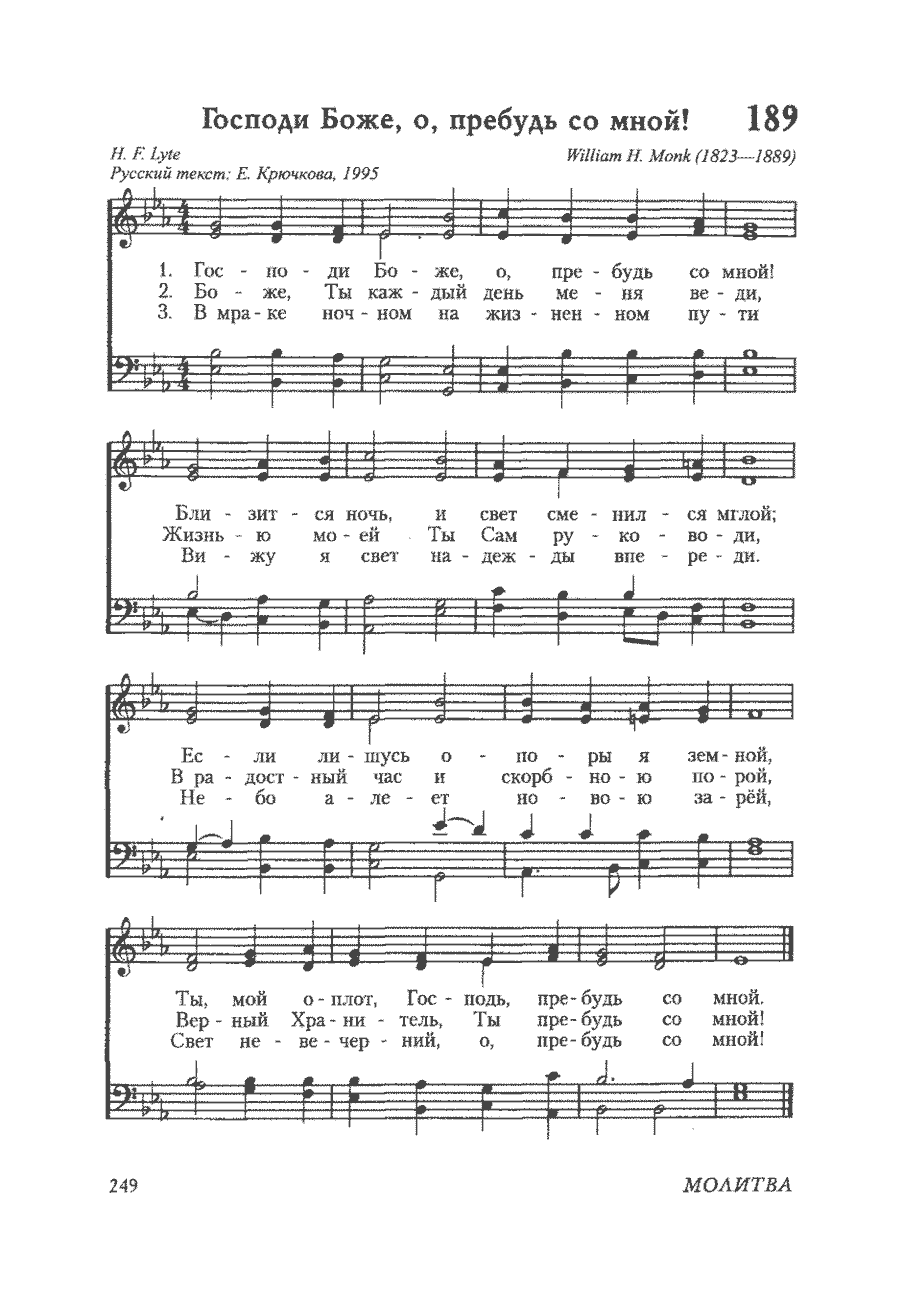 Господи Боже, о, пребудь со мной! 189
H. F. Lyte William H. Monk (1823—1889)
Русский текст: Е. Крючкова, 1995
1. Гос - по - ди Бо - же, о, пре - будь со мной!
2. Бо - же, Ты каж - дый день ме - ня ве - ди,
3. В мра - ке ноч - ном на жиз - нен - ном пу - ти
Бли - зит - ся ночь, и свет сме - нил - ся мглой;
Жизнь - ю мо - ей Ты Сам ру - ко - во - ди,
Ви - жу я свет на - деж - ды впе - ре - ди.
Ес - ли ли - шусь о - по - ры я зем - ной,
В ра - дост - ный час и скорб - но - ю по - рой,
Не - бо а - ле - ет но - во - ю за - рёй,
Ты, мой о - плот, Гос - подь, пре - будь со мной.
Вер - ный Хра - ни - тель, Ты пре - будь со мной!
Свет не - ве - чер - ний, о, пре - будь со мной!
249 МОЛИТВА